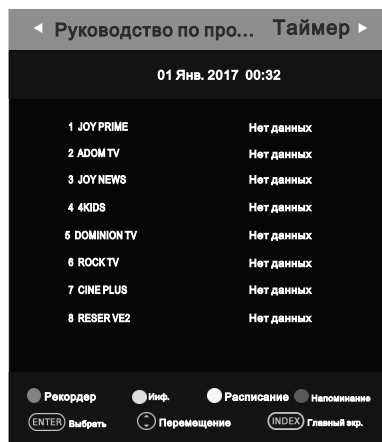 Руководство по про... Таймер
01 Янв. 2017 00:32
1 JOY PRIME Нет данных
2 ADOM TV Нет данных
3 JOY NEWS Нет данных
4 4KIDS Нет данных
5 DOMINION TV Нет данных
6 ROCK TV Нет данных
7 CINE PLUS Нет данных
8 RESER VE2 Нет данных
Рекордер Инф. Расписание Напоминание
ENTER Выбрать Перемещение INDEX Главный экр.